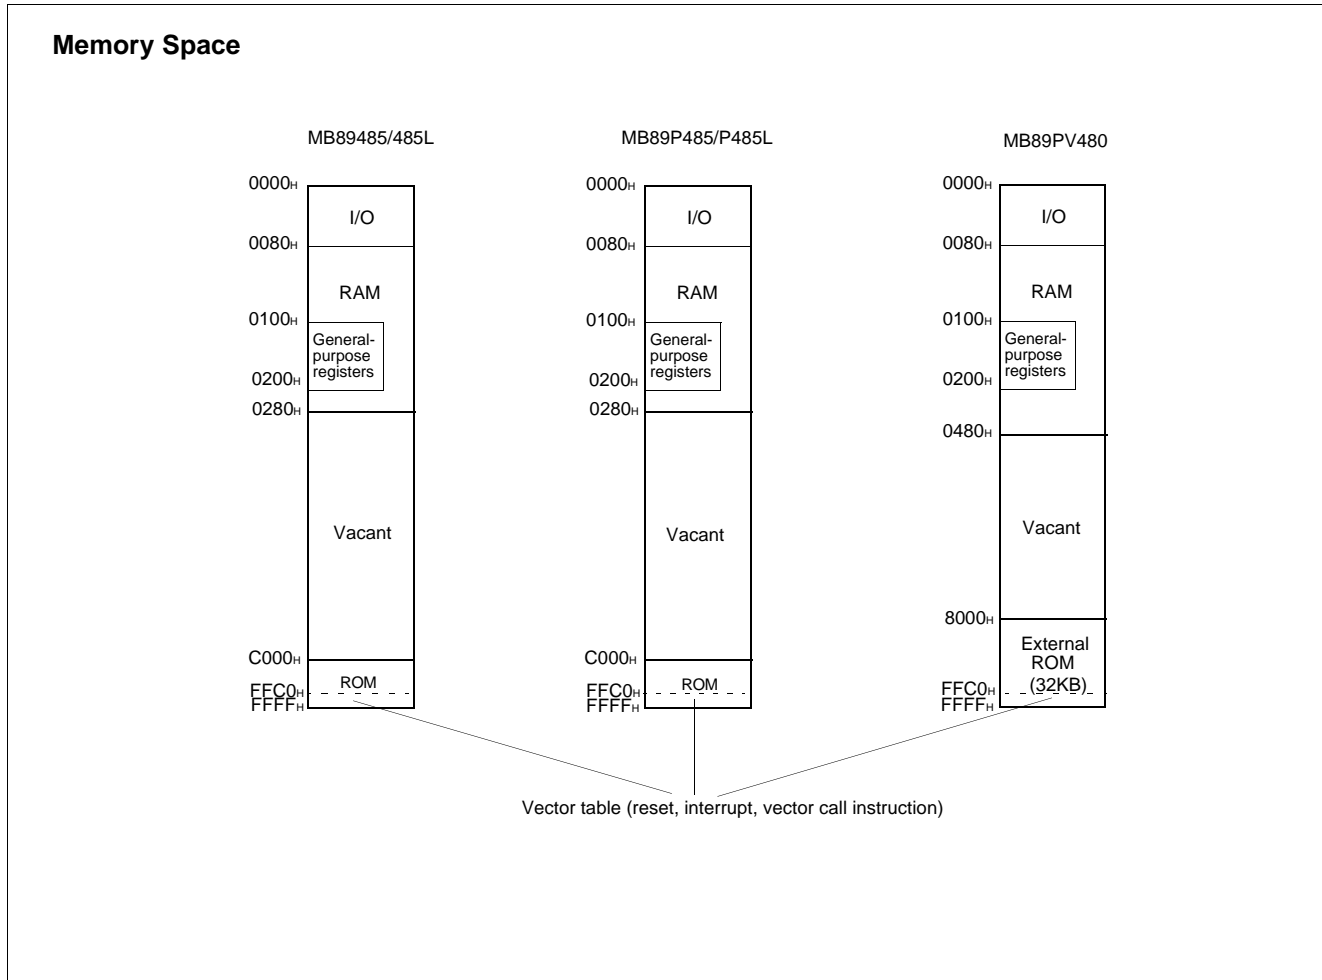 Memory Space
MB89485/485L
0000H
I/O
0080H
RAM
0100H
General-
purpose
registers
0200H
0280H
Vacant
C000H
ROM
FFC0H
FFFFH
MB89P485/P485L
0000H
I/O
0080H
RAM
0100H
General-
purpose
registers
0200H
0280H
Vacant
C000H
ROM
FFC0H
FFFFH
MB89PV480
0000H
I/O
0080H
RAM
0100H
General-
purpose
registers
0200H
0480H
Vacant
8000H
External
ROM
(32KB)
FFC0H
FFFFH
Vector table (reset, interrupt, vector call instruction)